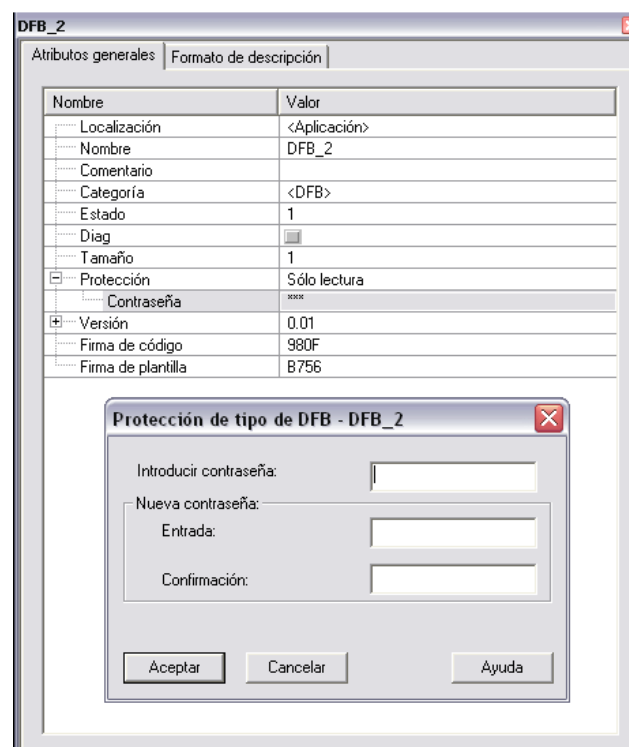 DFB_2
Atributos generales Formato de descripción
Nombre Valor
Localización <Aplicación>
Nombre DFB_2
Comentario
Categoría <DFB>
Estado 1
Diag
Tamaño 1
Protección Sólo lectura
Contraseña ***
Versión 0.01
Firma de código 980F
Firma de plantilla B756
Protección de tipo de DFB - DFB_2
Introducir contraseña:
Nueva contraseña:
Entrada:
Confirmación:
Aceptar Cancelar Ayuda